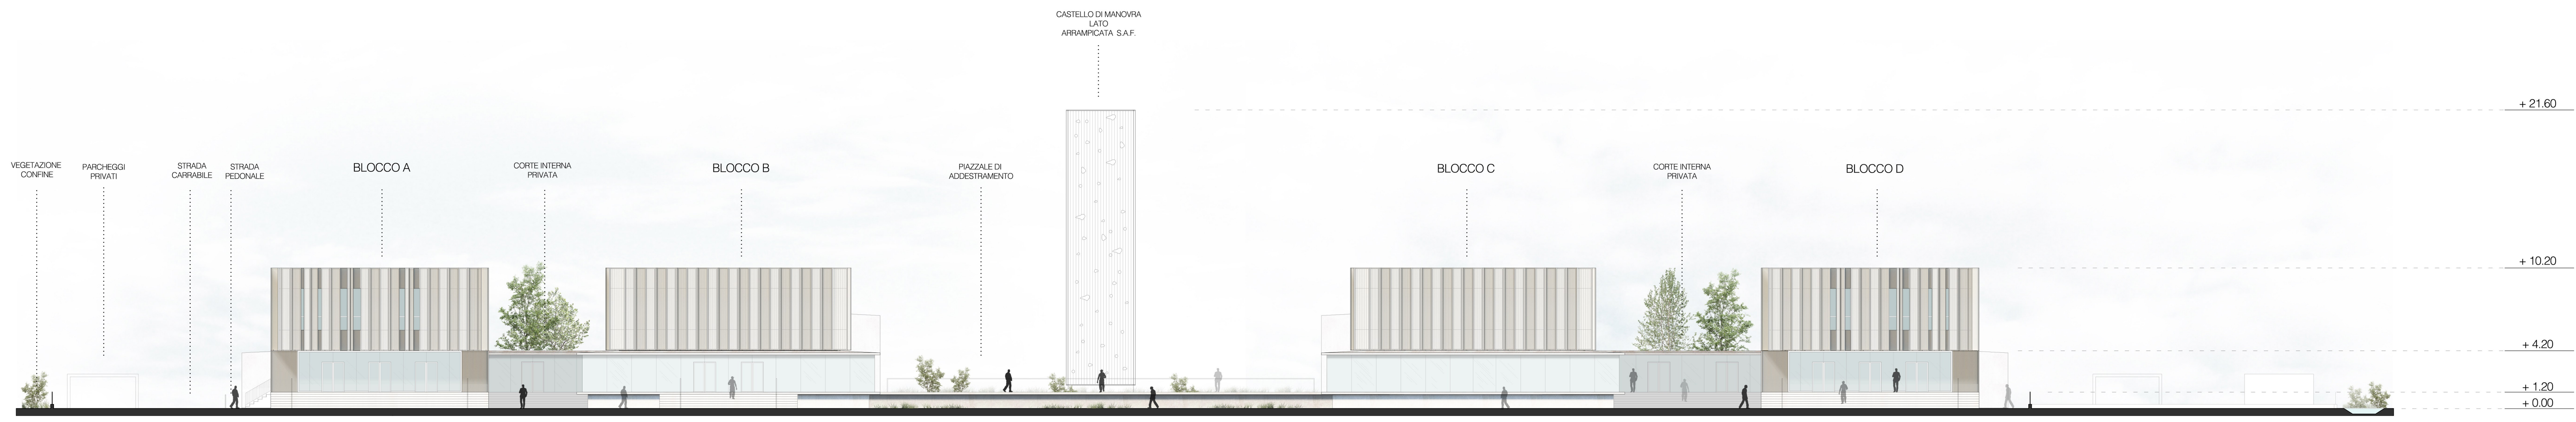 CASTELLO DI MANOVRA
LATO
ARRAMPICATA S.A.F.
+ 21.60
VEGETAZIONE
CONFINE
PARCHEGGI
PRIVATI
STRADA
CARRABILE
STRADA
PEDONALE
BLOCCO A
CORTE INTERNA
PRIVATA
BLOCCO B
PIAZZALE DI
ADDESTRAMENTO
BLOCCO C
CORTE INTERNA
PRIVATA
BLOCCO D
+ 10.20
+ 4.20
+ 1.20
+ 0.00